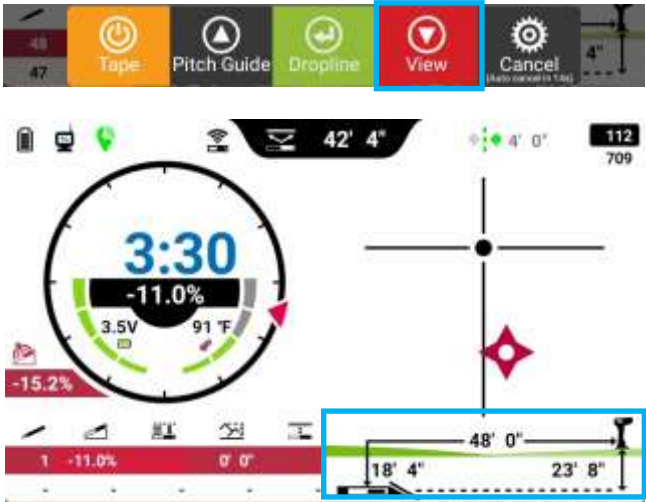 48
47
Tape
Pitch Guide
Dropline
View
Cancel
(Auto cancel in 14s)
4"
42' 4"
4' 0"
112
709
3:30
-11.0%
3.5V
91 °F
-15.2%
1 -11.0% 0' 0"
- - - - -
48' 0"
18' 4"
23' 8"